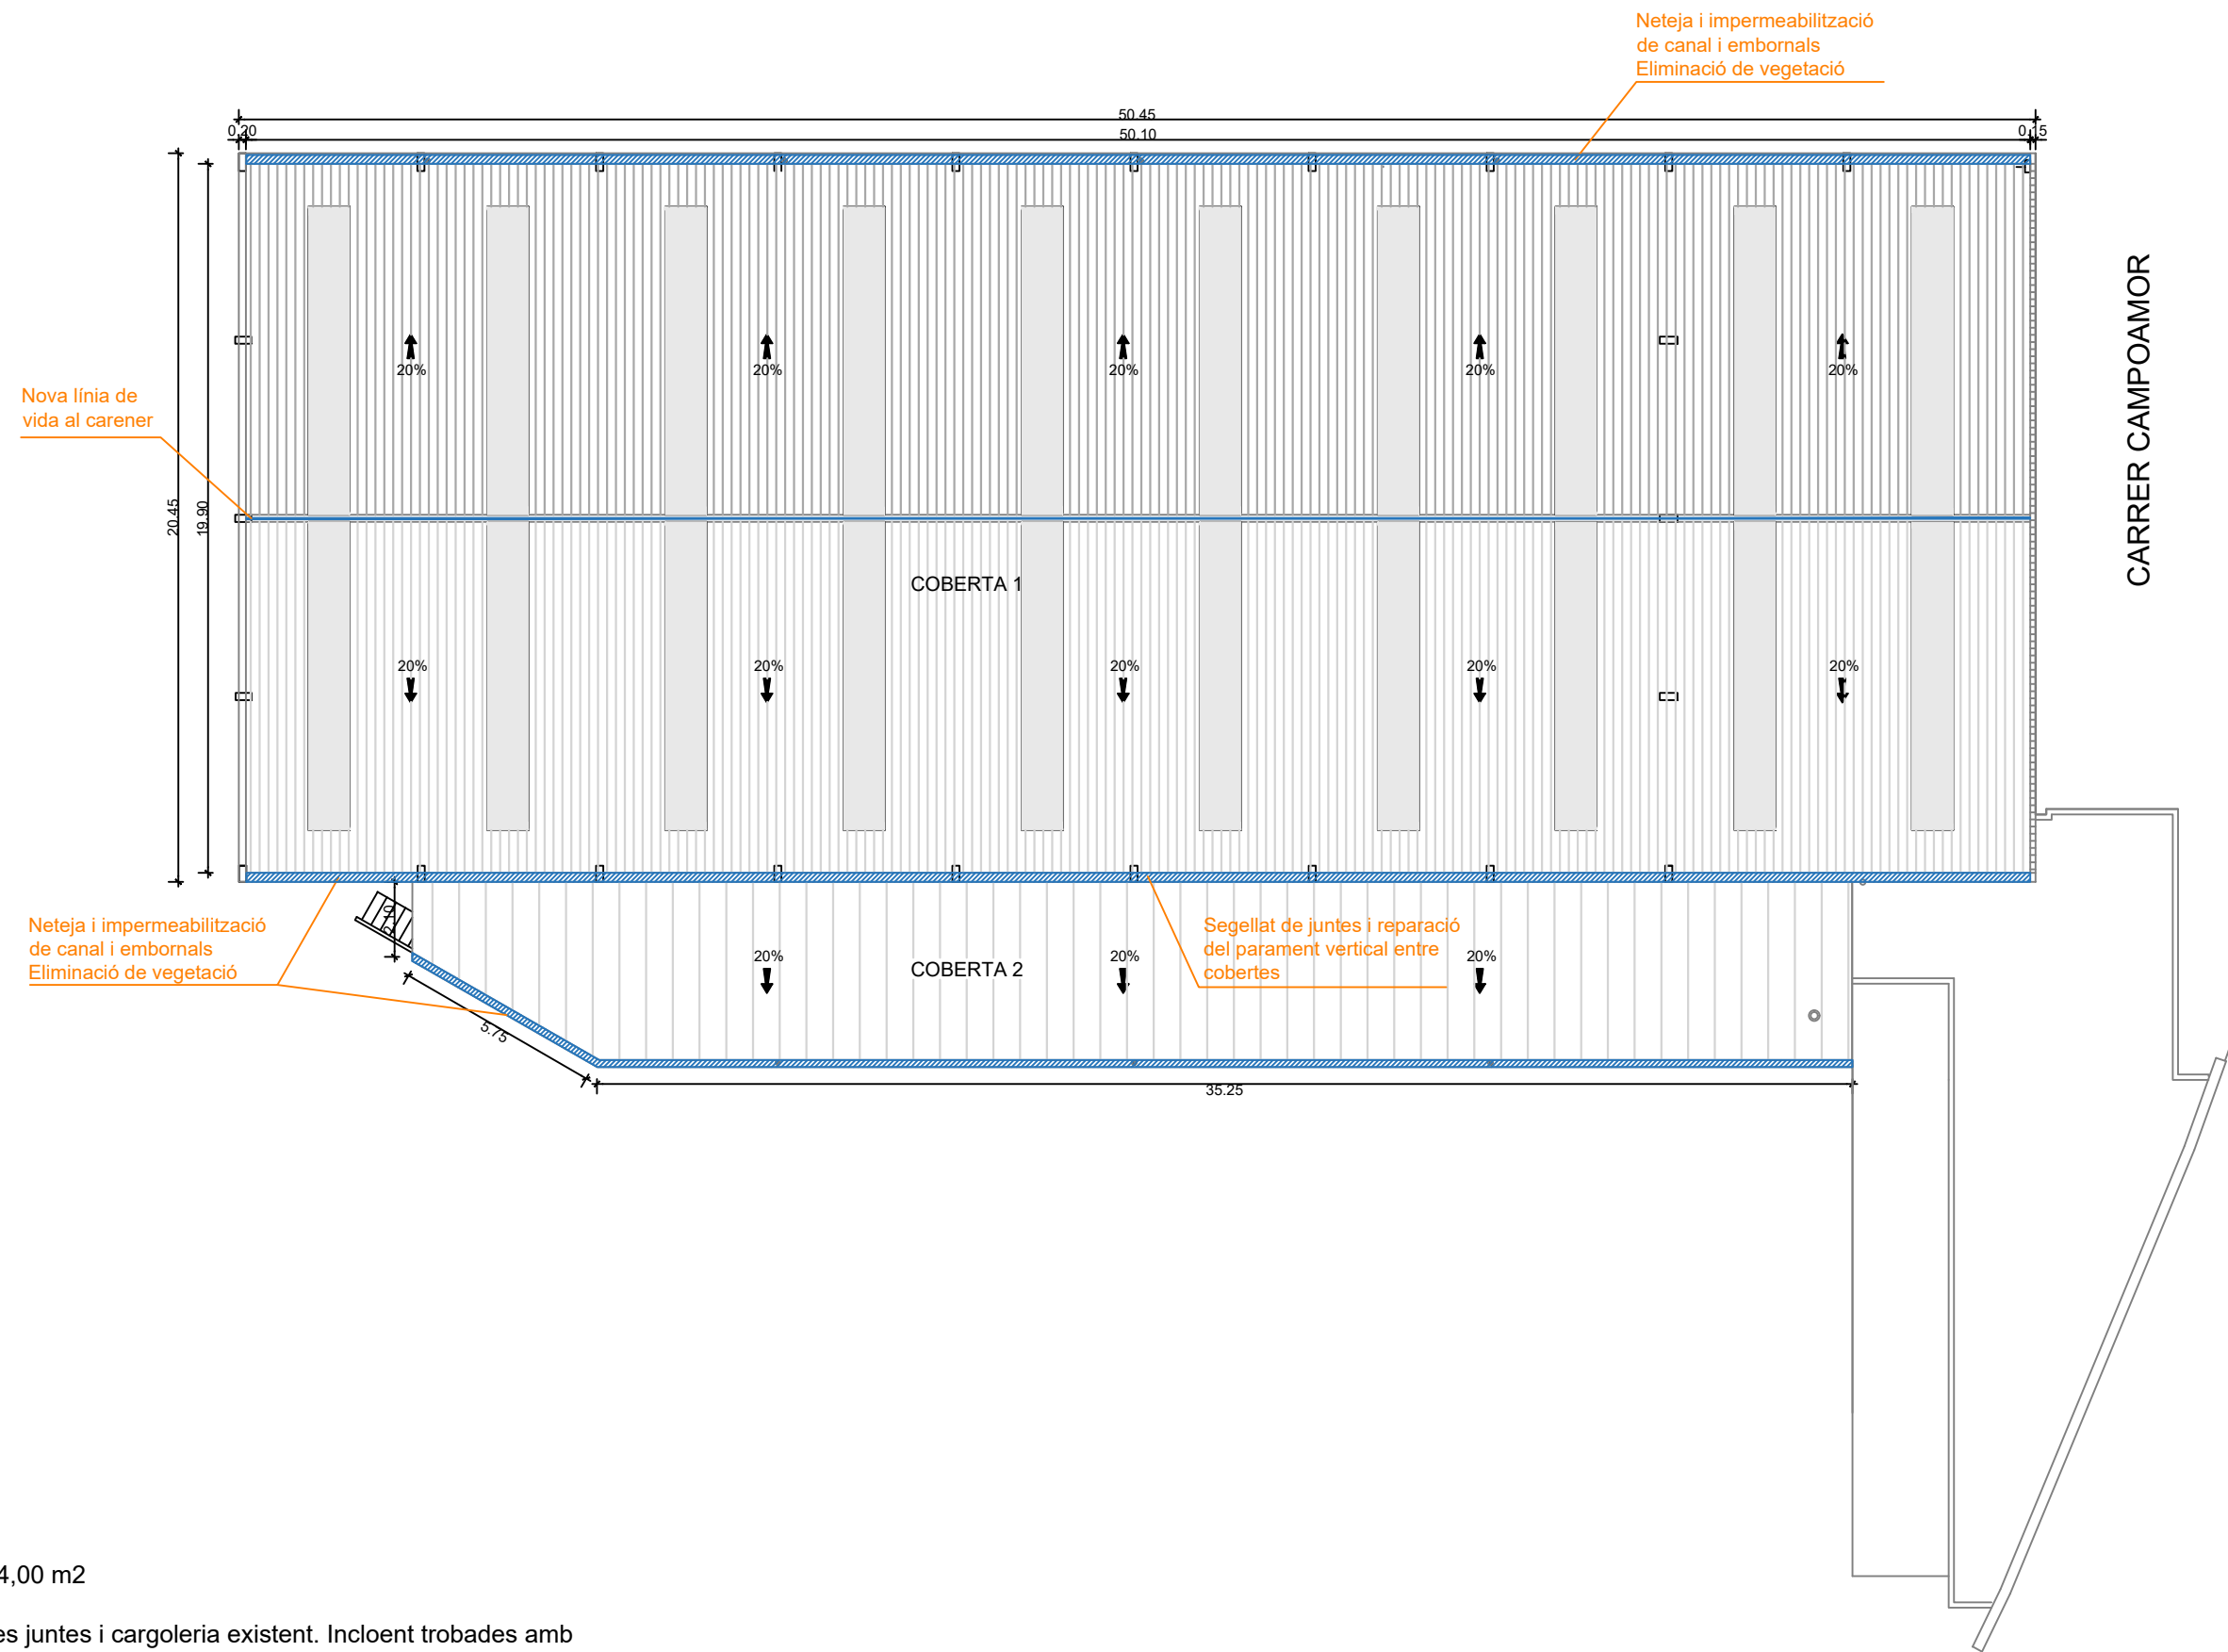 Neteja i impermeabilització
de canal i embornals
Eliminació de vegetació
50.45
0.20
50.10
0.15
CARRER CAMPOAMOR
20%
20%
20%
20%
20%
Nova línia de
vida al carener
20.45
19.90
COBERTA 1
20%
20%
20%
20%
20%
Neteja i impermeabilització
de canal i embornals
Eliminació de vegetació
Segellat de juntes i reparació
del parament vertical entre
cobertes
20%
20%
20%
COBERTA 2
5.75
35.25
4,00 m2
es juntes i cargoleria existent. Incloent trobades amb